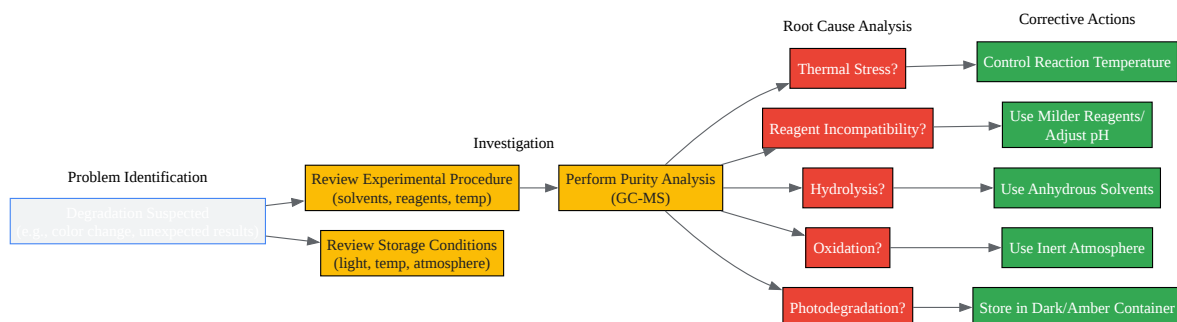 Problem Identification
Degradation Suspected
(e.g., color change, unexpected results)
Investigation
Review Experimental Procedure
(solvents, reagents, temp)
Review Storage Conditions
(light, temp, atmosphere)
Perform Purity Analysis
(GC-MS)
Root Cause Analysis
Thermal Stress?
Reagent Incompatibility?
Hydrolysis?
Oxidation?
Photodegradation?
Corrective Actions
Control Reaction Temperature
Use Milder Reagents/
Adjust pH
Use Anhydrous Solvents
Use Inert Atmosphere
Store in Dark/Amber Container